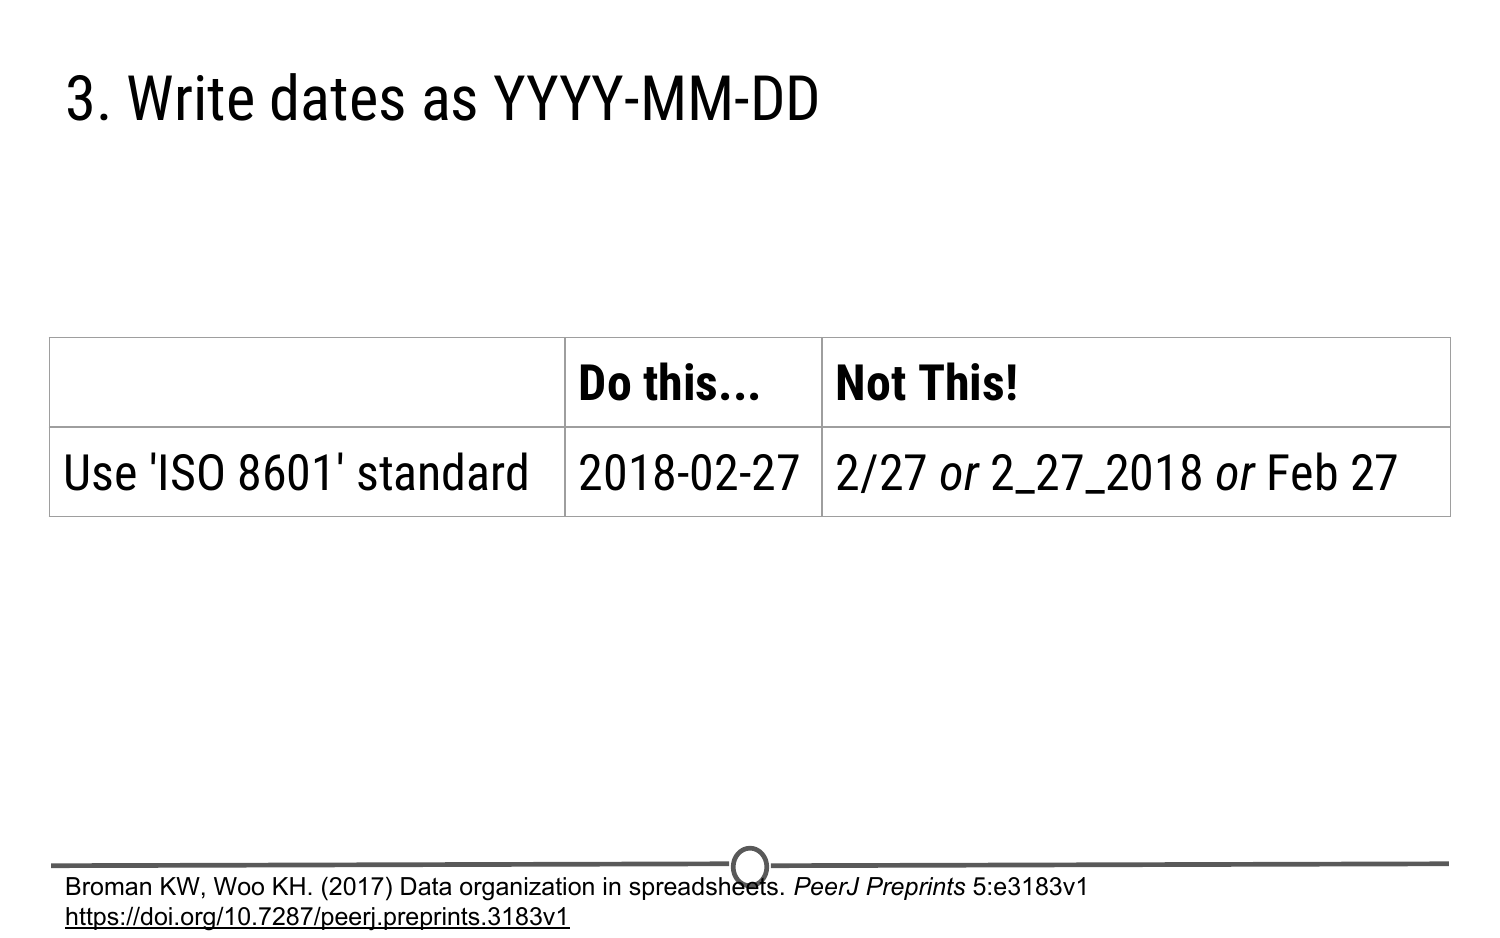 3. Write dates as YYYY-MM-DD
Do this... Not This!
Use 'ISO 8601' standard 2018-02-27 2/27 or 2_27_2018 or Feb 27
Broman KW, Woo KH. (2017) Data organization in spreadsheets. PeerJ Preprints 5:e3183v1
https://doi.org/10.7287/peerj.preprints.3183v1